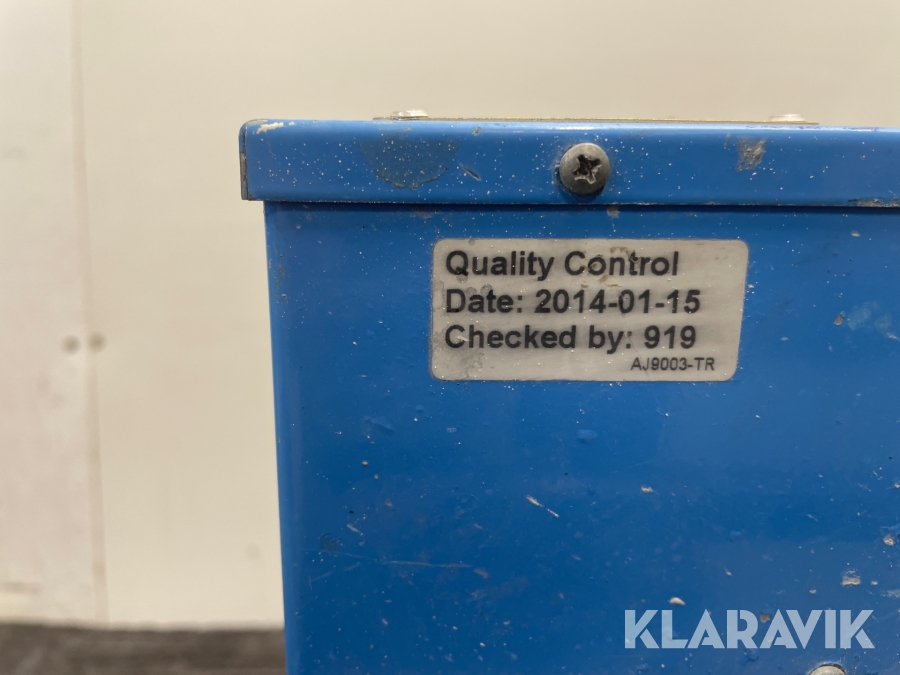 Quality Control
Date: 2014-01-15
Checked by: 919
AJ9003-TR
KLARAVIK